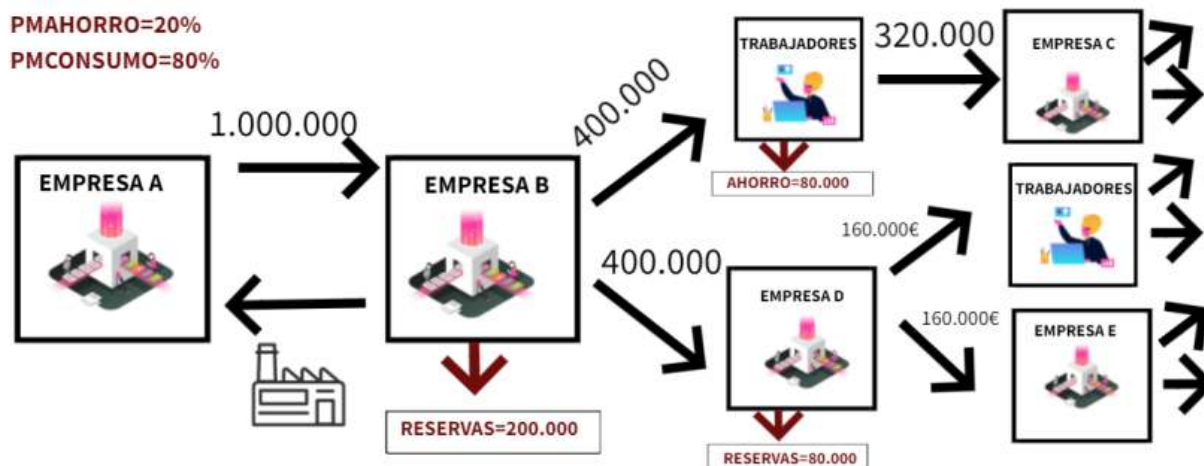 PMAHORRO=20%
PMCONSUMO=80%
1.000.000
EMPRESA A
EMPRESA B
RESERVAS=200.000
400.000
400.000
TRABAJADORES
AHORRO=80.000
320.000
EMPRESA C
EMPRESA D
RESERVAS=80.000
160.000€
TRABAJADORES
160.000€
EMPRESA E